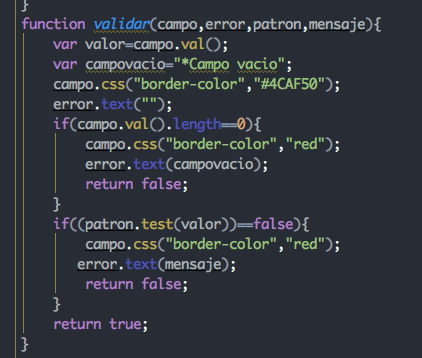 }
function validar(campo,error,patron,mensaje){
var valor=campo.val();
var campovacio="*Campo vacio";
campo.css("border-color","#4CAF50");
error.text("");
if(campo.val().length==0){
campo.css("border-color","red");
error.text(campovacio);
return false;
}
if((patron.test(valor))==false){
campo.css("border-color","red");
error.text(mensaje);
return false;
}
return true;
}